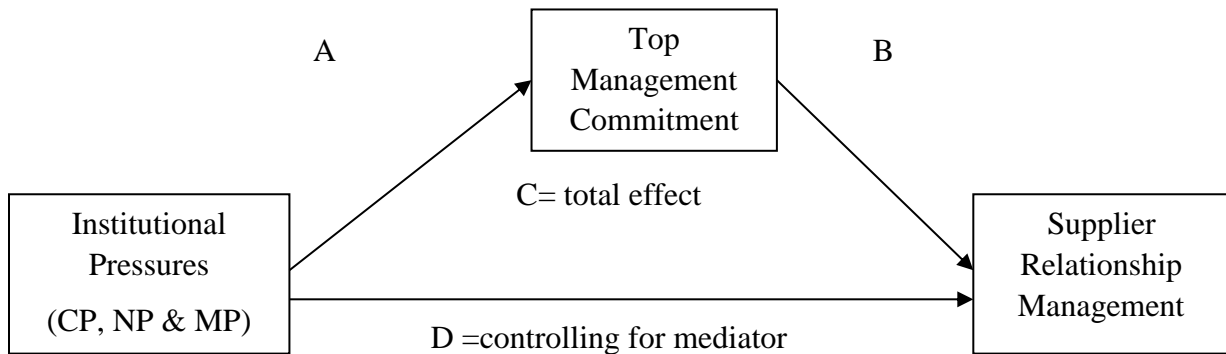 A
Top
Management
Commitment
B
C= total effect
Institutional
Pressures
(CP, NP & MP)
Supplier
Relationship
Management
D =controlling for mediator